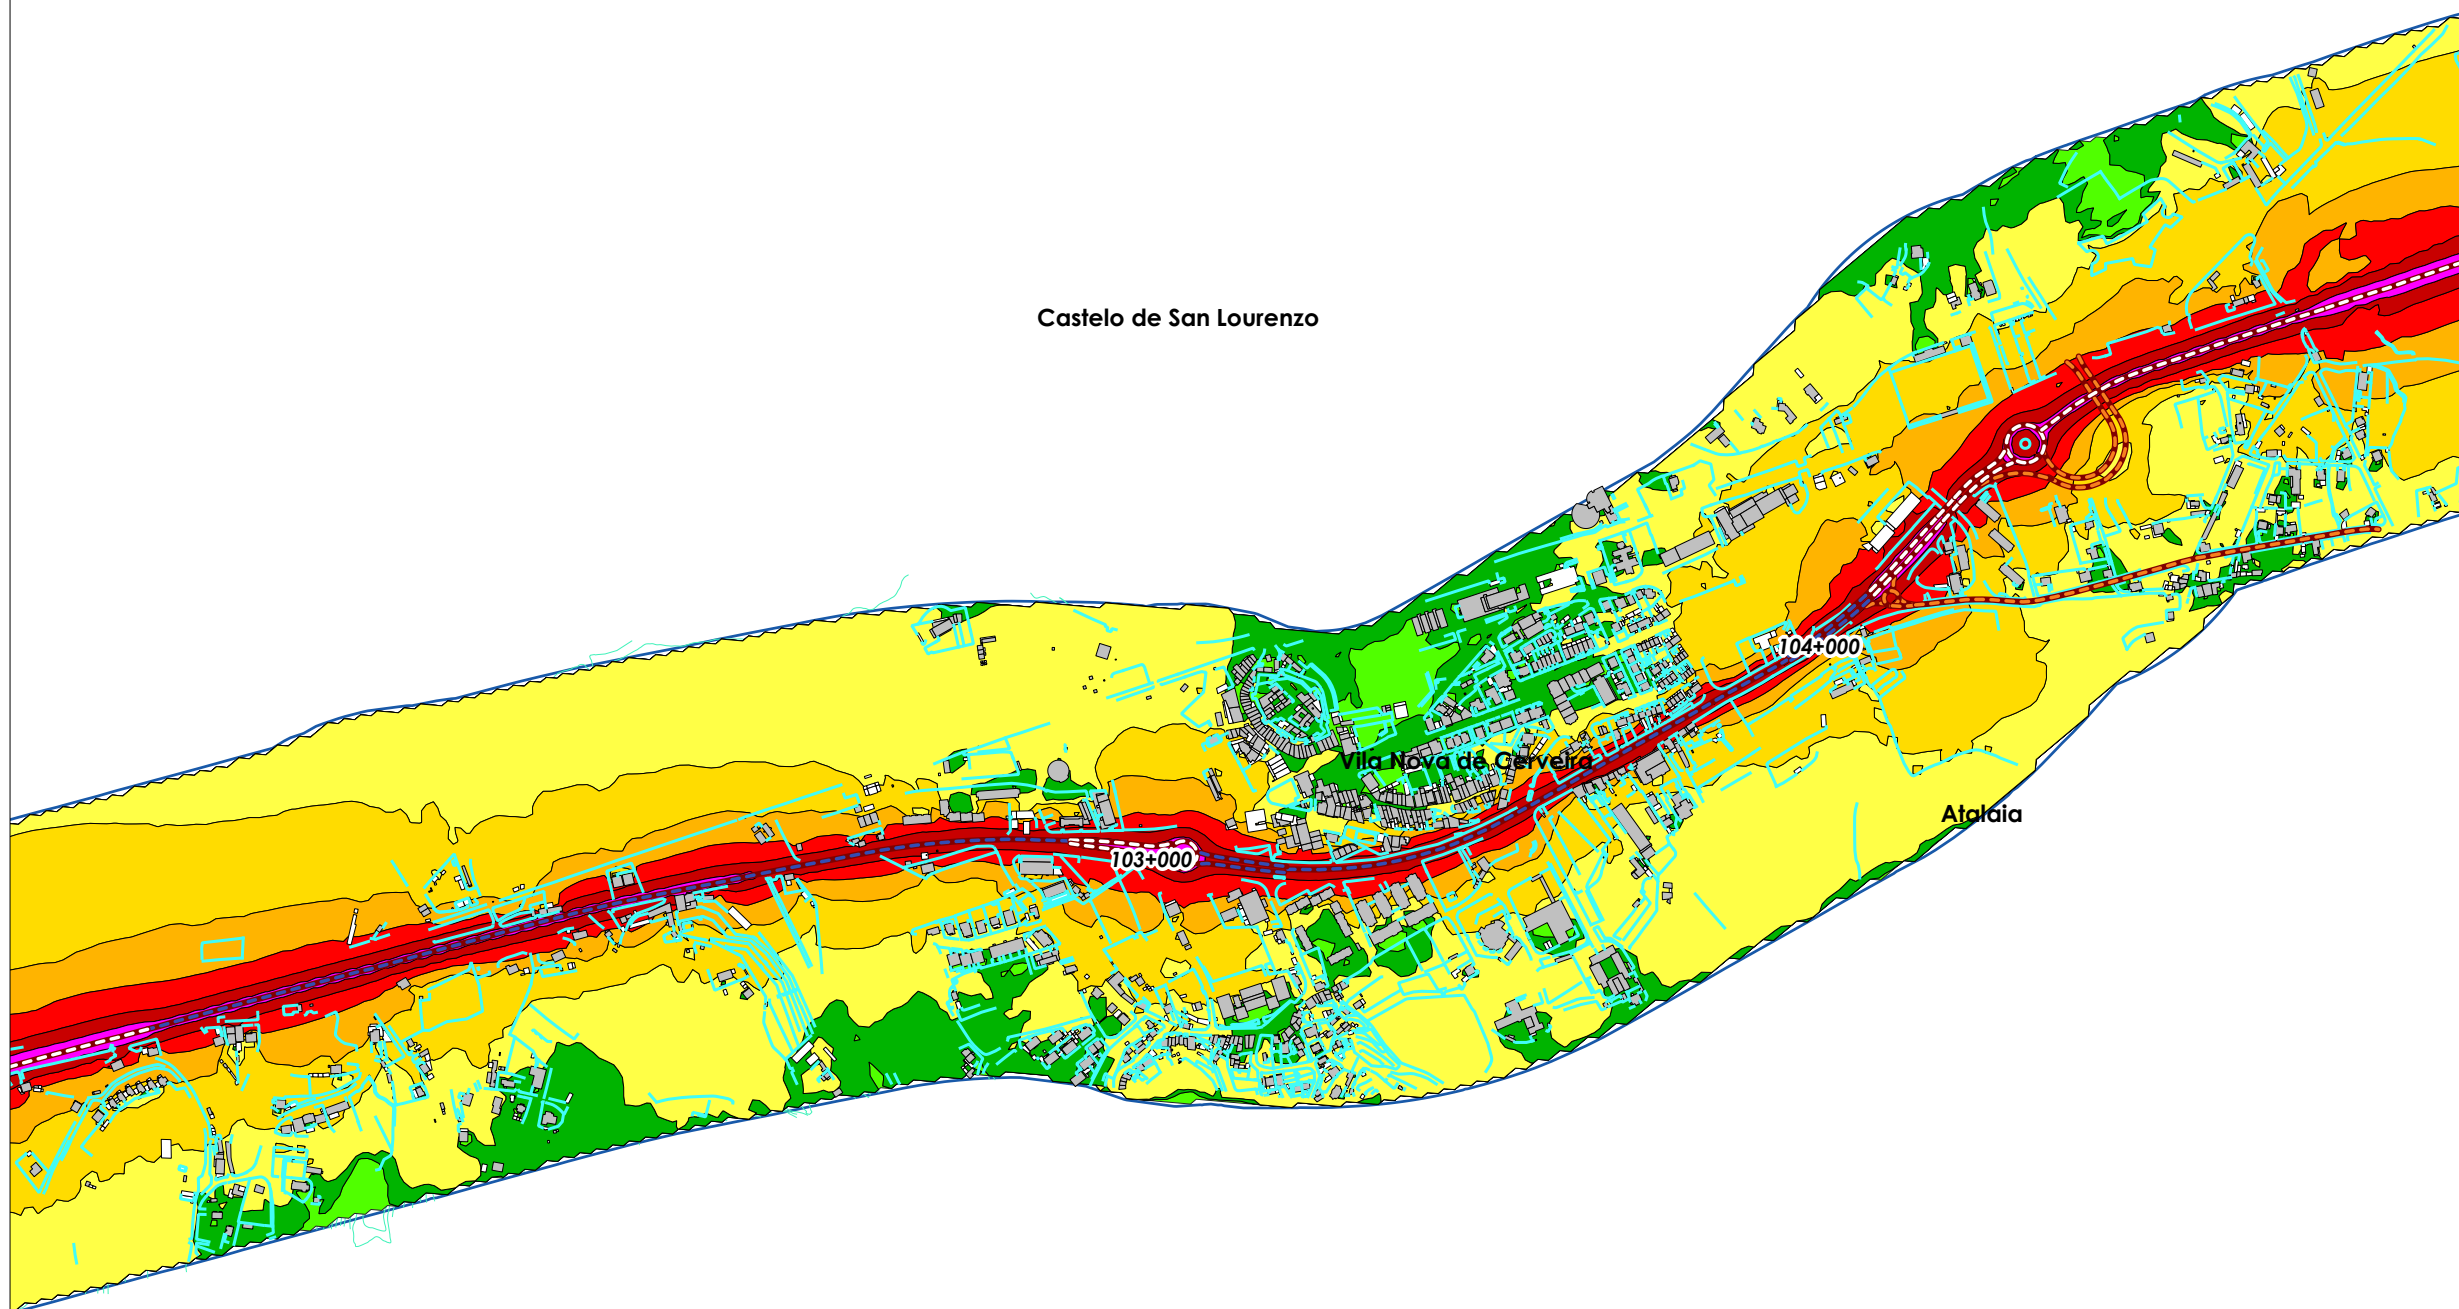 Castelo de San Lourenzo
104+000
Vila Nova de Cerveira
Atalaia
103+000